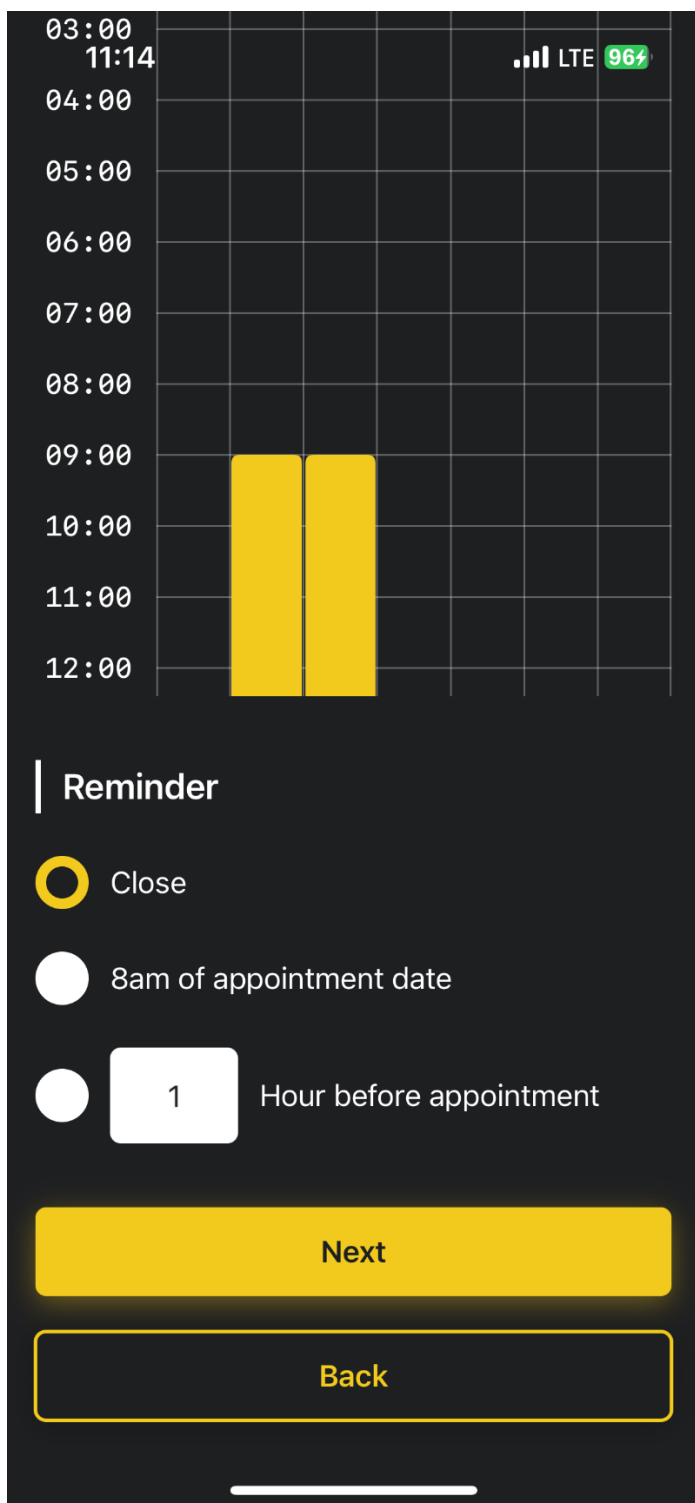 03:00
11:14 LTE 96
04:00
05:00
06:00
07:00
08:00
09:00
10:00
11:00
12:00
Reminder
Close
8am of appointment date
1 Hour before appointment
Next
Back